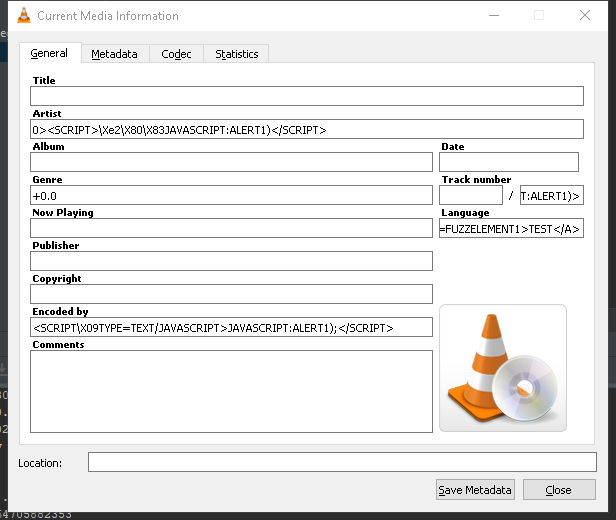 Current Media Information
General Metadata Codec Statistics
Title
Artist
0><SCRIPT>\Xe2\X80\X83JAVASCRIPT:ALERT1)</SCRIPT>
Album Date
Genre Track number
+0.0 / T:ALERT1)>
Now Playing Language
=FUZZELEMENT1>TEST</A>
Publisher
Copyright
Encoded by
<SCRIPT\X09TYPE=TEXT/JAVASCRIPT>JAVASCRIPT:ALERT1);</SCRIPT>
Comments
Location:
Save Metadata Close
4705882353